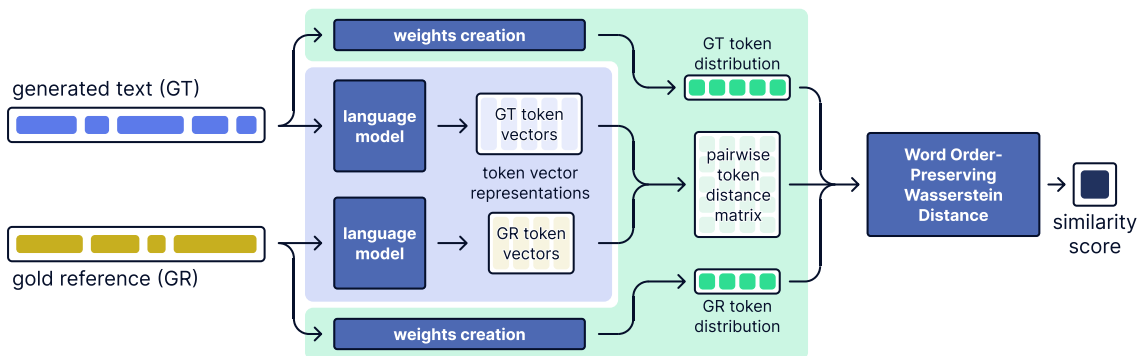 weights creation
GT token
distribution
generated text (GT)
language
model
GT token
vectors
token vector
representations
pairwise
token
distance
matrix
Word Order-
Preserving
Wasserstein
Distance
similarity
score
language
model
GR token
vectors
gold reference (GR)
GR token
distribution
weights creation